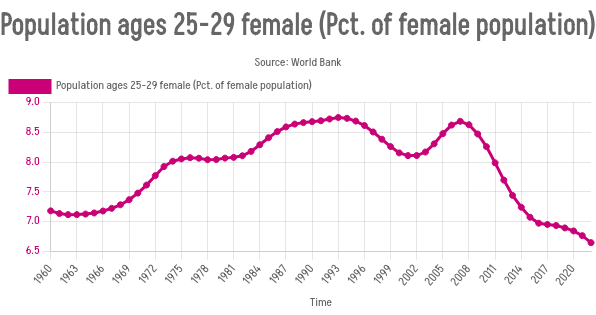 Population ages 25-29 female (Pct. of female population)
Source: World Bank
Population ages 25-29 female (Pct. of female population)
9.0
8.5
8.0
7.5
7.0
6.5
1960 1963 1966 1969 1972 1975 1978 1981 1984 1987 1990 1993 1996 1999 2002 2005 2008 2011 2014 2017 2020
Time